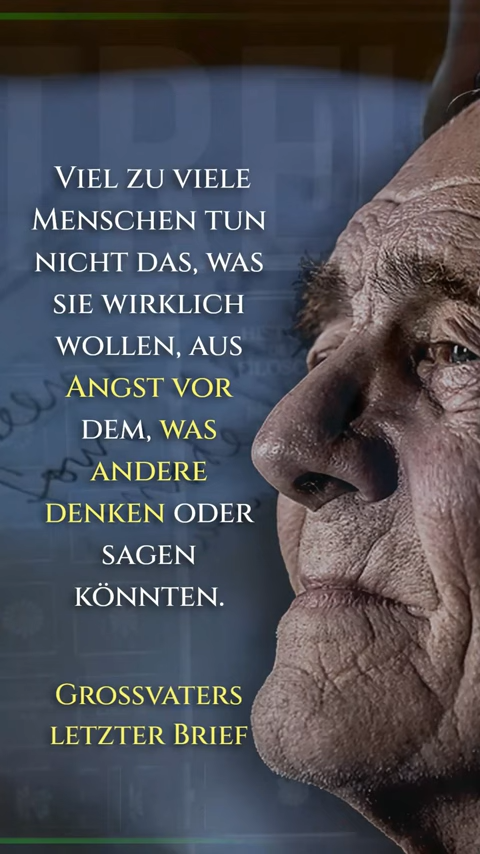 Viel zu viele
Menschen tun
nicht das, was
sie wirklich
wollen, aus
Angst vor
dem, was
andere
denken oder
sagen
könnten.
Grossvaters
letzter Brief